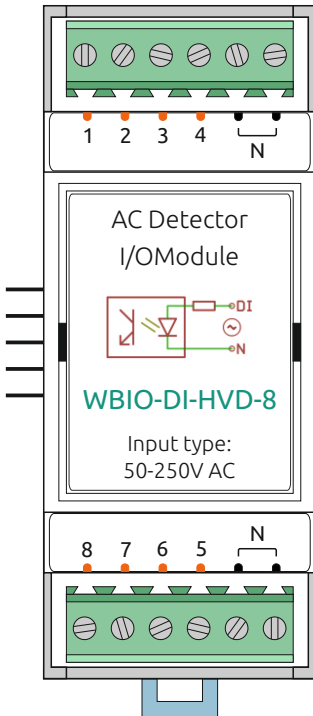 1 2 3 4 N
AC Detector
I/OModule
DI
N
WBIO-DI-HVD-8
Input type:
50-250V AC
8 7 6 5 N